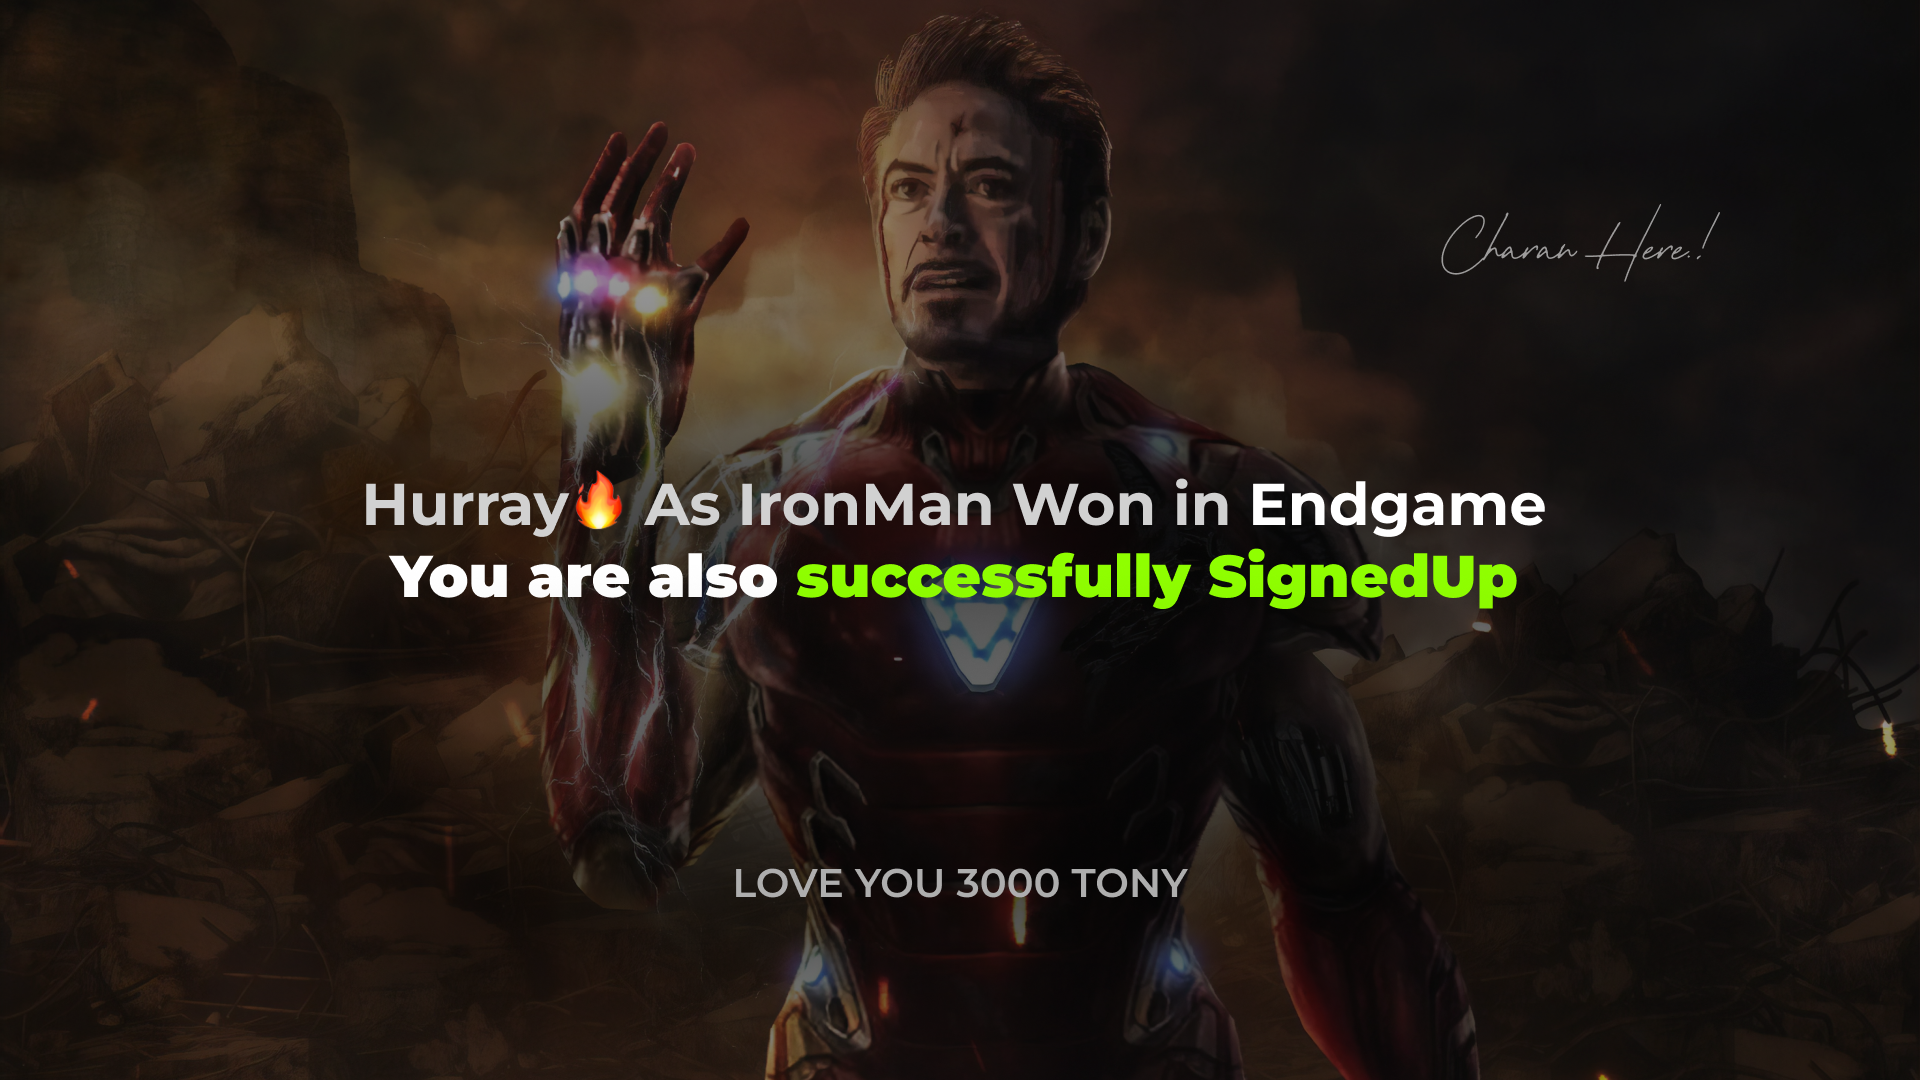 Charan Here.!
Hurray🔥 As IronMan Won in Endgame
You are also successfully SignedUp
LOVE YOU 3000 TONY